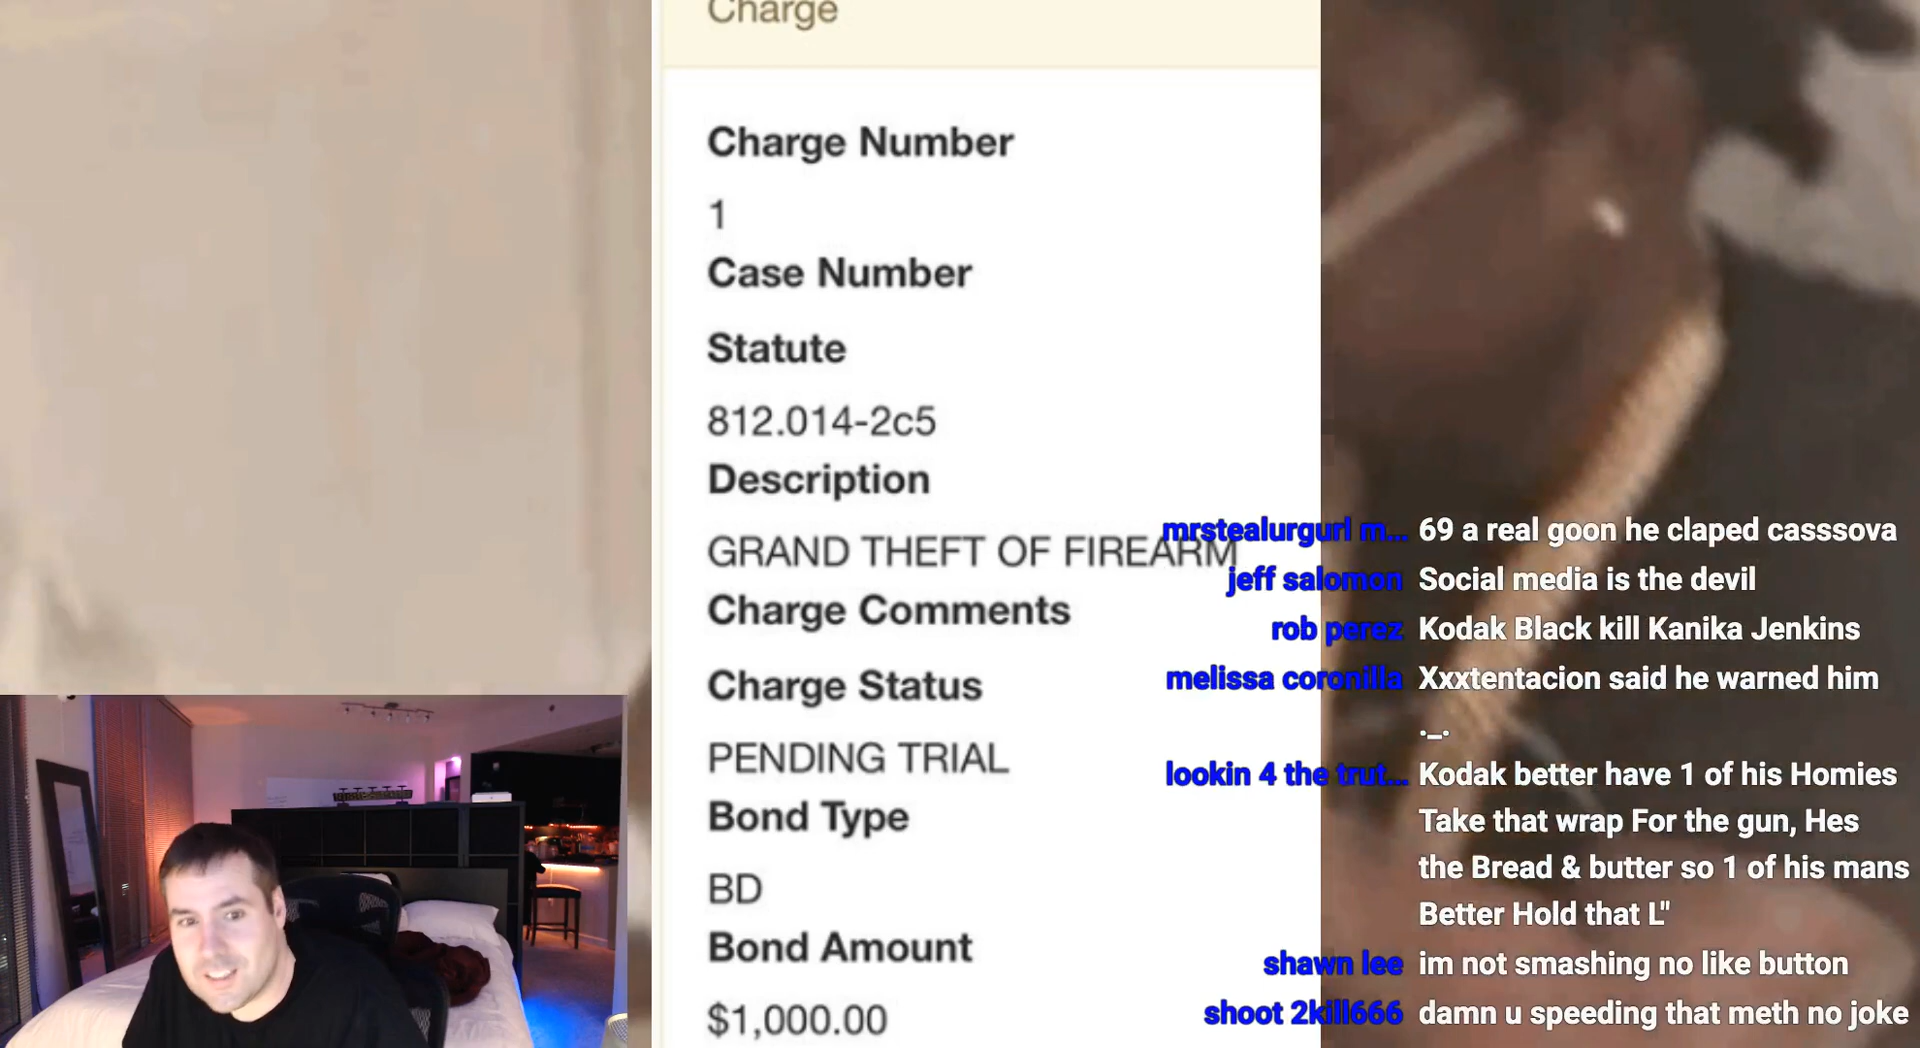 Charge
Charge Number
1
Case Number
Statute
812.014-2c5
Description
GRAND THEFT OF FIREARM
Charge Comments
Charge Status
PENDING TRIAL
Bond Type
BD
Bond Amount
$1,000.00
mrstealurgurl m... 69 a real goon he claped casssova
jeff salomon Social media is the devil
rob perez Kodak Black kill Kanika Jenkins
melissa coronilla Xxxtentacion said he warned him
._.
lookin 4 the trut... Kodak better have 1 of his Homies
Take that wrap For the gun, Hes
the Bread & butter so 1 of his mans
Better Hold that L"
shawn lee im not smashing no like button
shoot 2kill666 damn u speeding that meth no joke